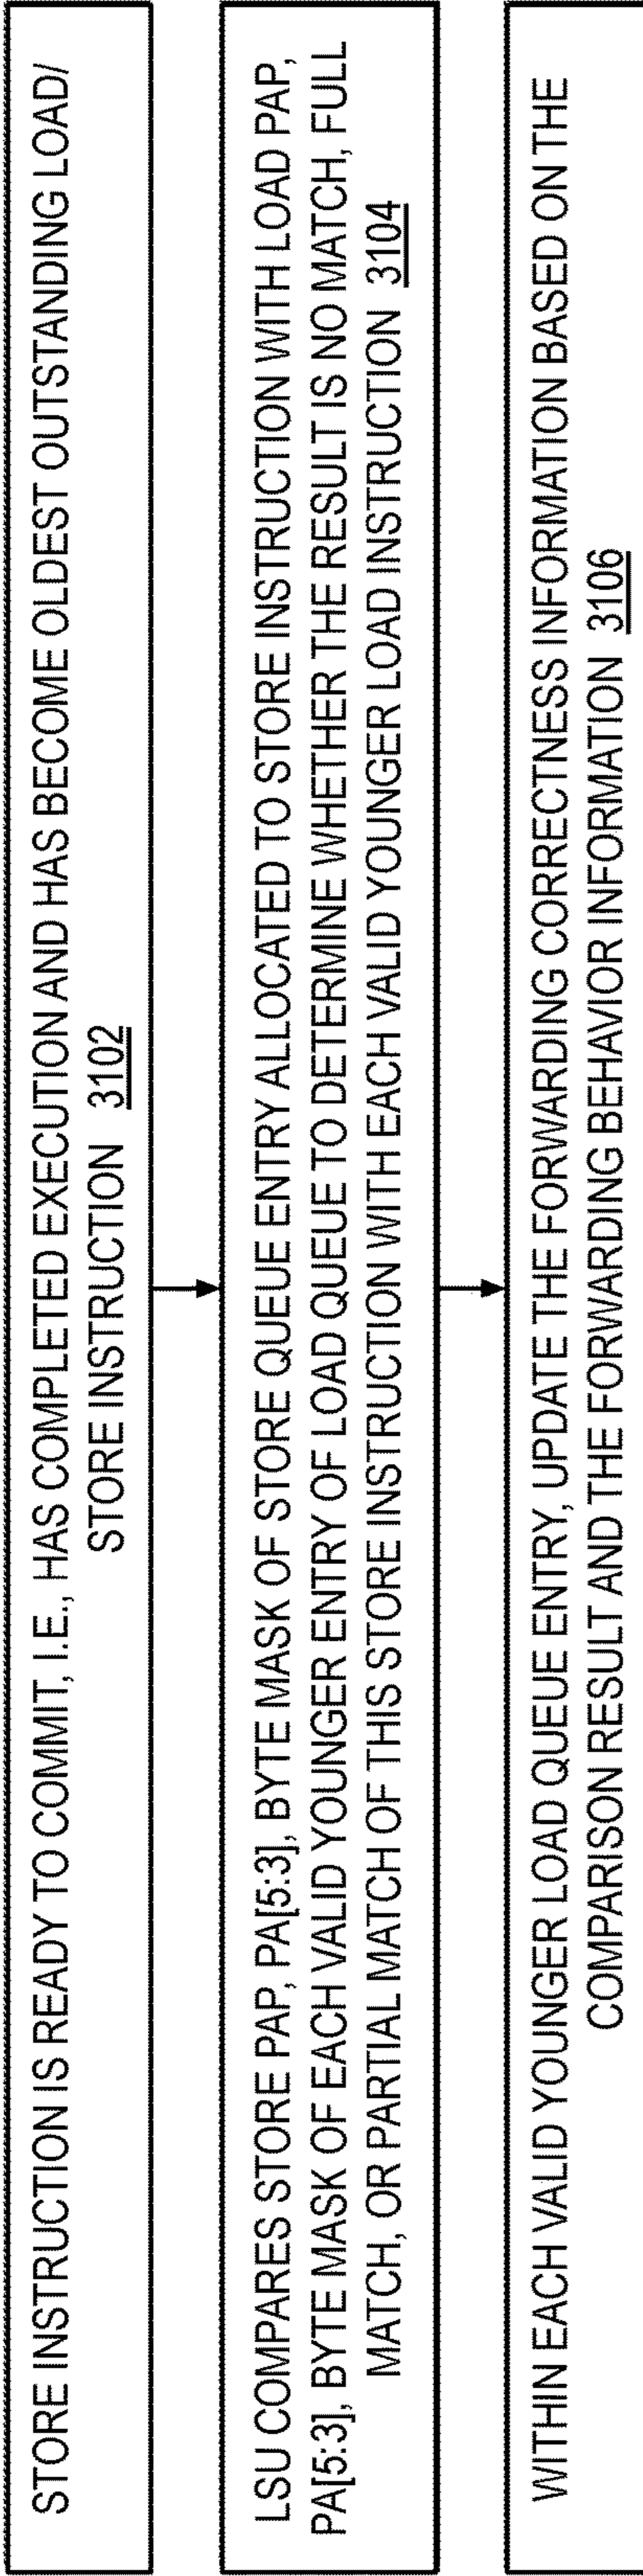 STORE INSTRUCTION IS READY TO COMMIT, I.E., HAS COMPLETED EXECUTION AND HAS BECOME OLDEST OUTSTANDING LOAD/
STORE INSTRUCTION 3102
LSU COMPARES STORE PAP, PA[5:3], BYTE MASK OF STORE QUEUE ENTRY ALLOCATED TO STORE INSTRUCTION WITH LOAD PAP,
PA[5:3], BYTE MASK OF EACH VALID YOUNGER ENTRY OF LOAD QUEUE TO DETERMINE WHETHER THE RESULT IS NO MATCH, FULL
MATCH, OR PARTIAL MATCH OF THIS STORE INSTRUCTION WITH EACH VALID YOUNGER LOAD INSTRUCTION 3104
WITHIN EACH VALID YOUNGER LOAD QUEUE ENTRY, UPDATE THE FORWARDING CORRECTNESS INFORMATION BASED ON THE
COMPARISON RESULT AND THE FORWARDING BEHAVIOR INFORMATION 3106